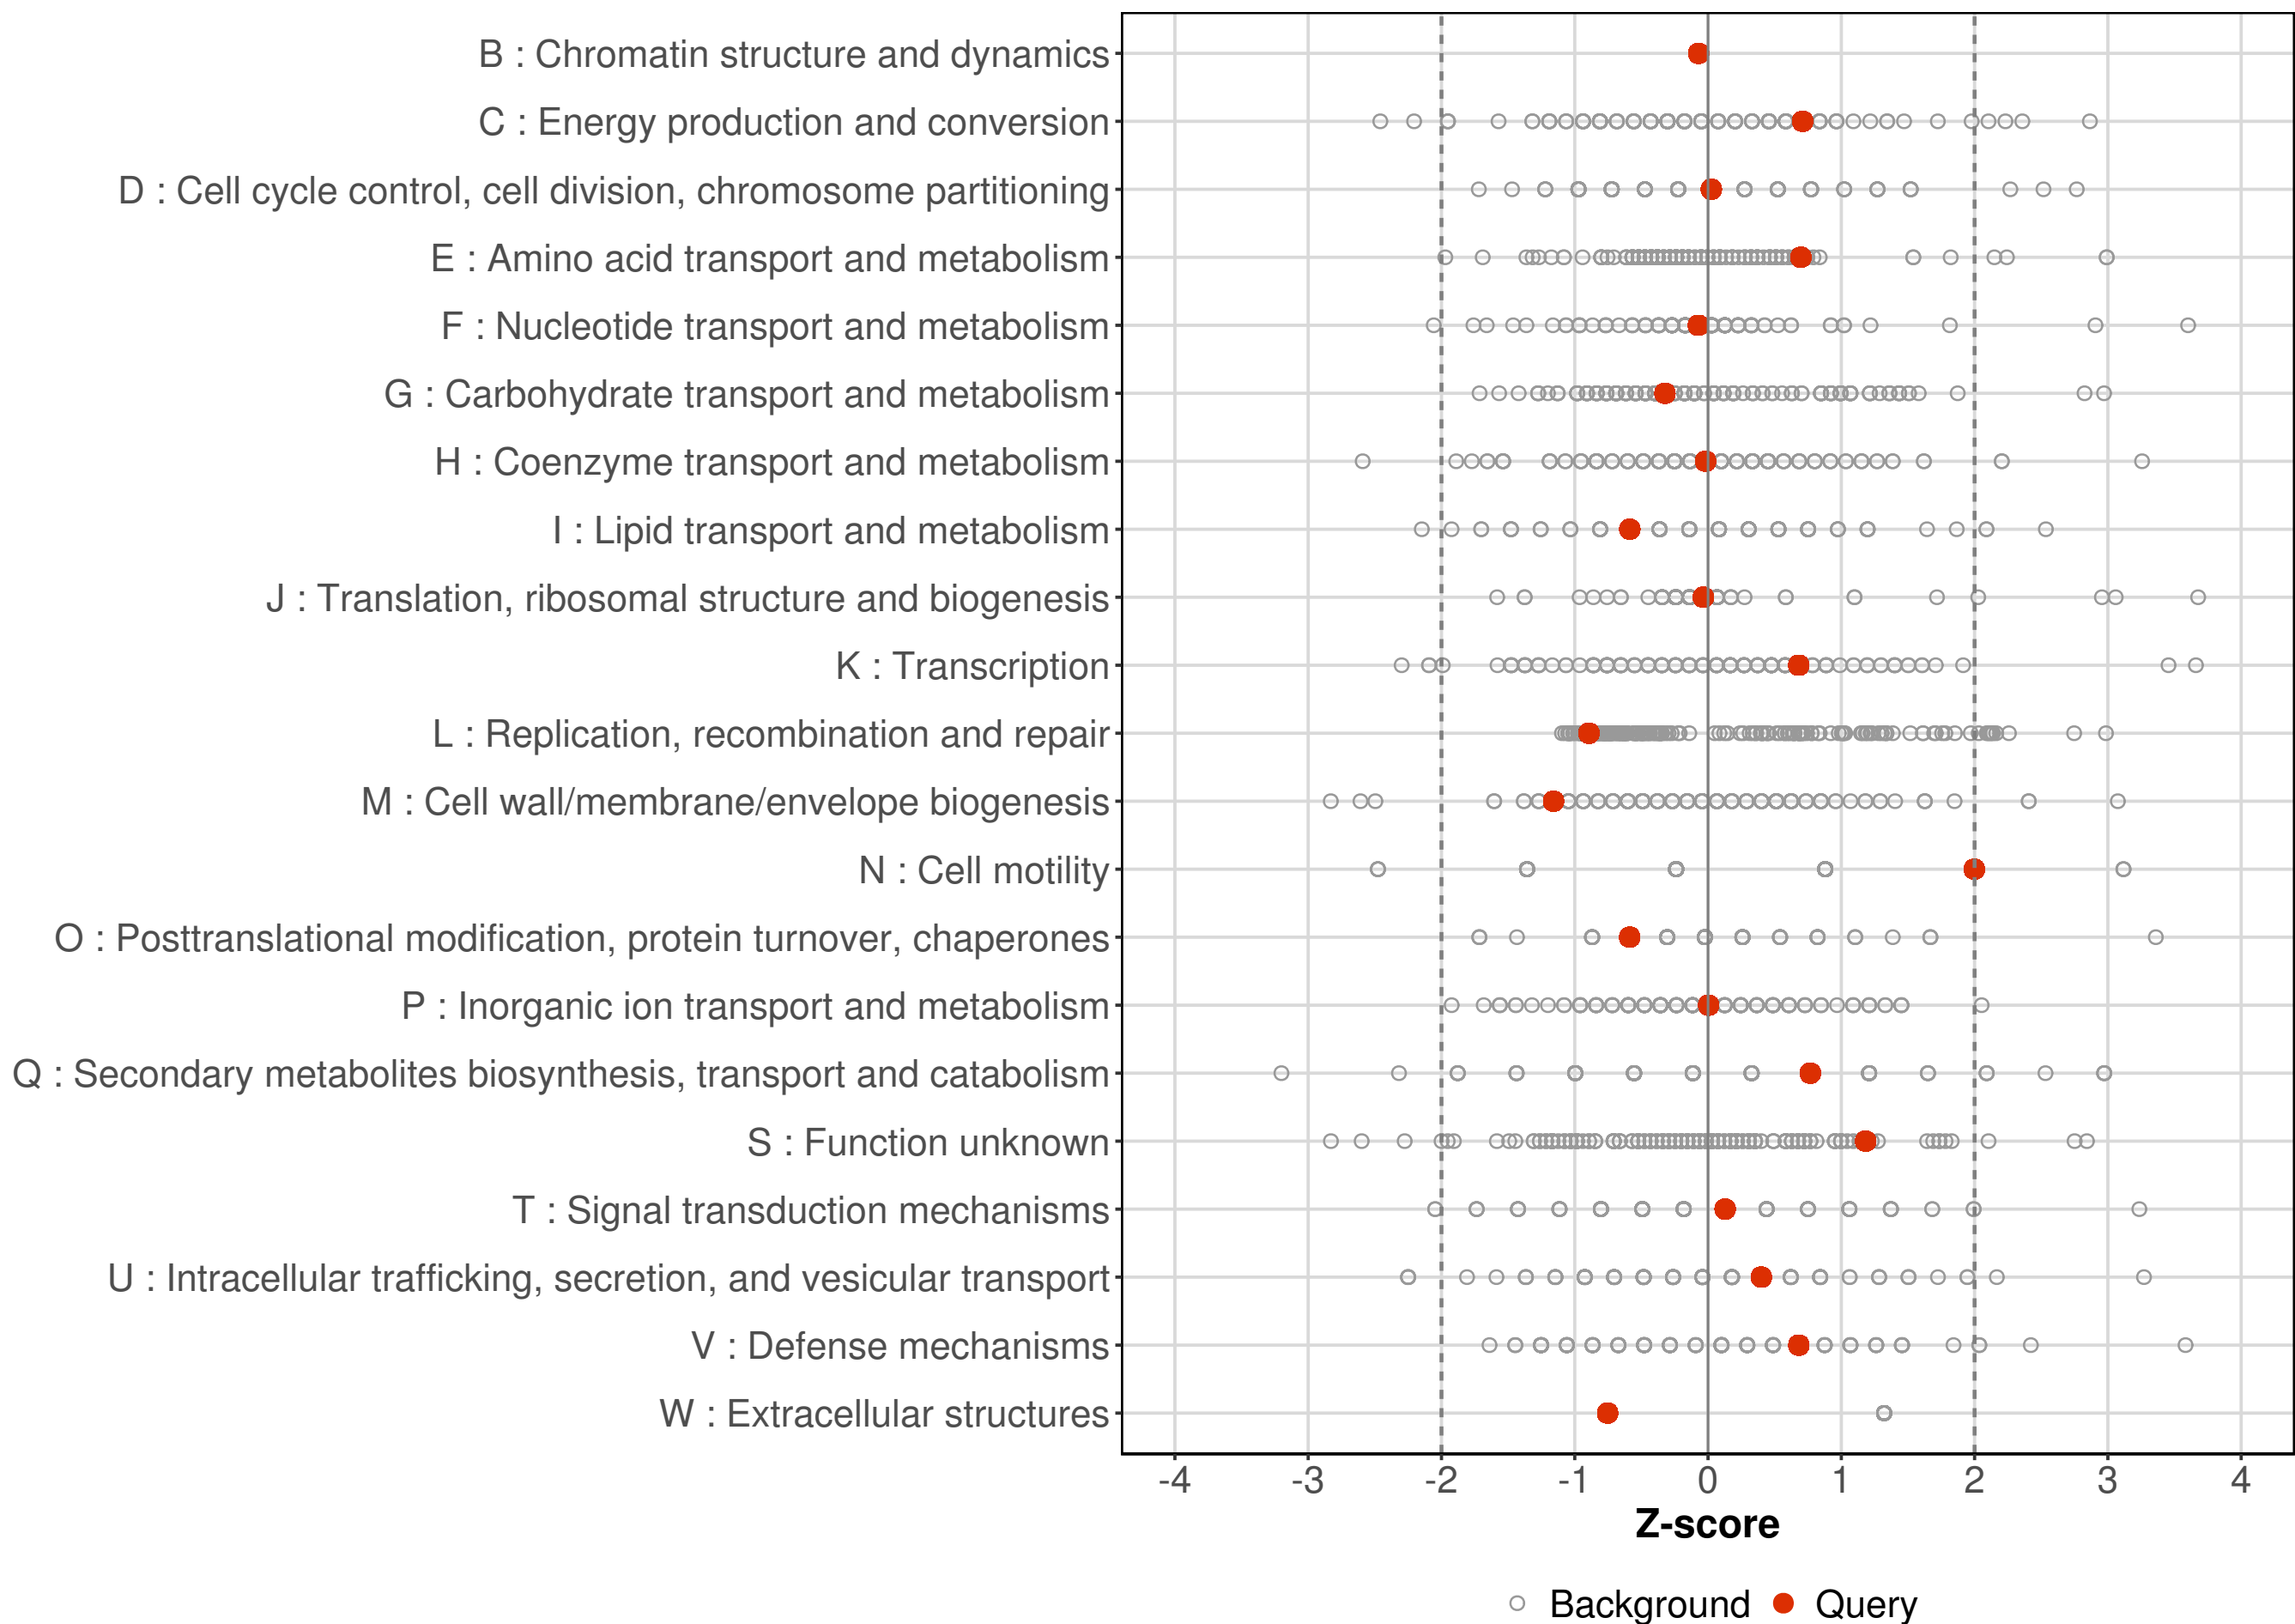 B : Chromatin structure and dynamics
C : Energy production and conversion
D : Cell cycle control, cell division, chromosome partitioning
E : Amino acid transport and metabolism
F : Nucleotide transport and metabolism
G : Carbohydrate transport and metabolism
H : Coenzyme transport and metabolism
I : Lipid transport and metabolism
J : Translation, ribosomal structure and biogenesis
K : Transcription
L : Replication, recombination and repair
M : Cell wall/membrane/envelope biogenesis
N : Cell motility
O : Posttranslational modification, protein turnover, chaperones
P : Inorganic ion transport and metabolism
Q : Secondary metabolites biosynthesis, transport and catabolism
S : Function unknown
T : Signal transduction mechanisms
U : Intracellular trafficking, secretion, and vesicular transport
V : Defense mechanisms
W : Extracellular structures
-4 -3 -2 -1 0 1 2 3 4
Z-score
Background Query